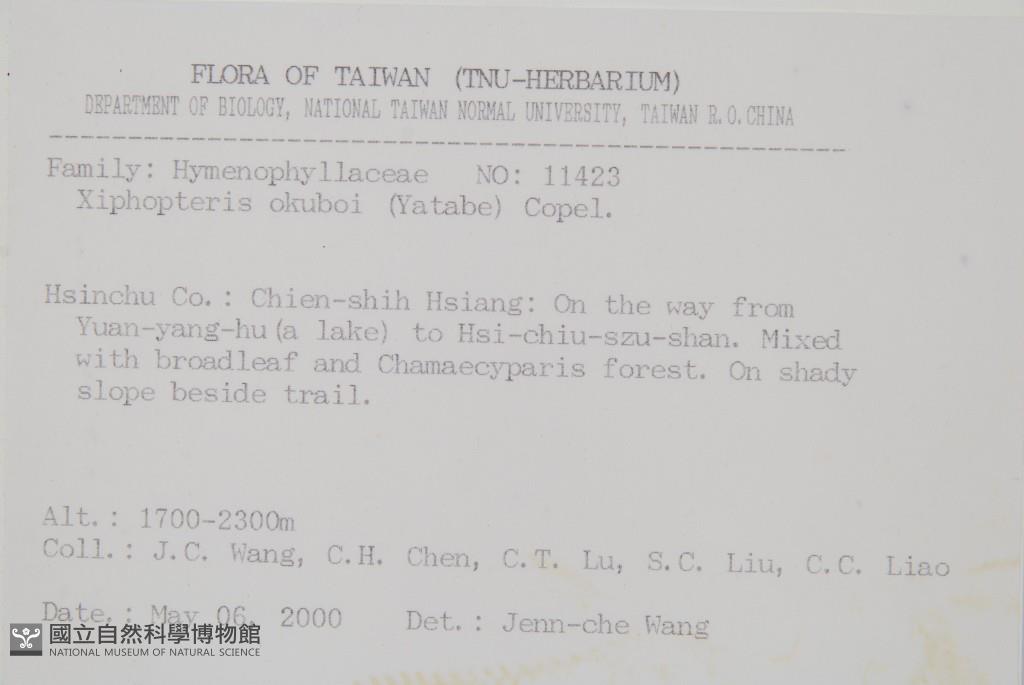 FLORA OF TAIWAN (TNU-HERBARIUM)
DEPARTMENT OF BIOLOGY, NATIONAL TAIWAN NORMAL UNIVERSITY, TAIWAN R.O.CHINA
Family: Hymenophyllaceae NO: 11423
Xiphopteris okuboi (Yatabe) Copel.
Hsinchu Co.: Chien-shih Hsiang: On the way from
Yuan-yang-hu(a lake) to Hsi-chiu-szu-shan. Mixed
with broadleaf and Chamaecyparis forest. On shady
slope beside trail.
Alt.: 1700-2300m
Coll.: J.C. Wang, C.H. Chen, C.T. Lu, S.C. Liu, C.C. Liao
Date.: May 06, 2000 Det.: Jenn-che Wang
國立自然科學博物館
NATIONAL MUSEUM OF NATURAL SCIENCE